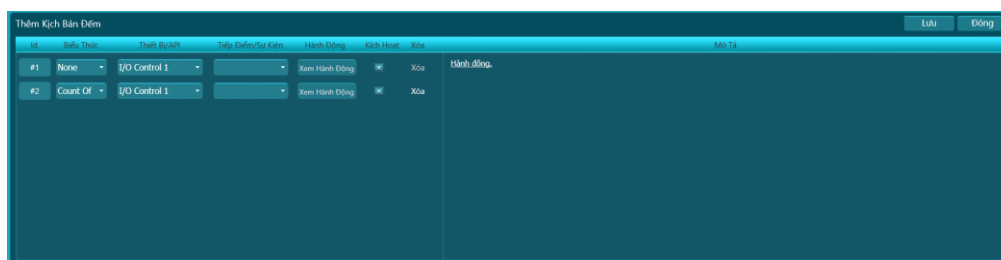 Thêm Kịch Bản Đếm Lưu Đóng
Id Biểu Thức Thiết Bị/API Tiếp Điểm/Sự Kiện Hành Động Kích Hoạt Xóa Mô Tả
#1 None I/O Control 1 Xem Hành Động Xóa Hành động.
#2 Count Of I/O Control 1 Xem Hành Động Xóa